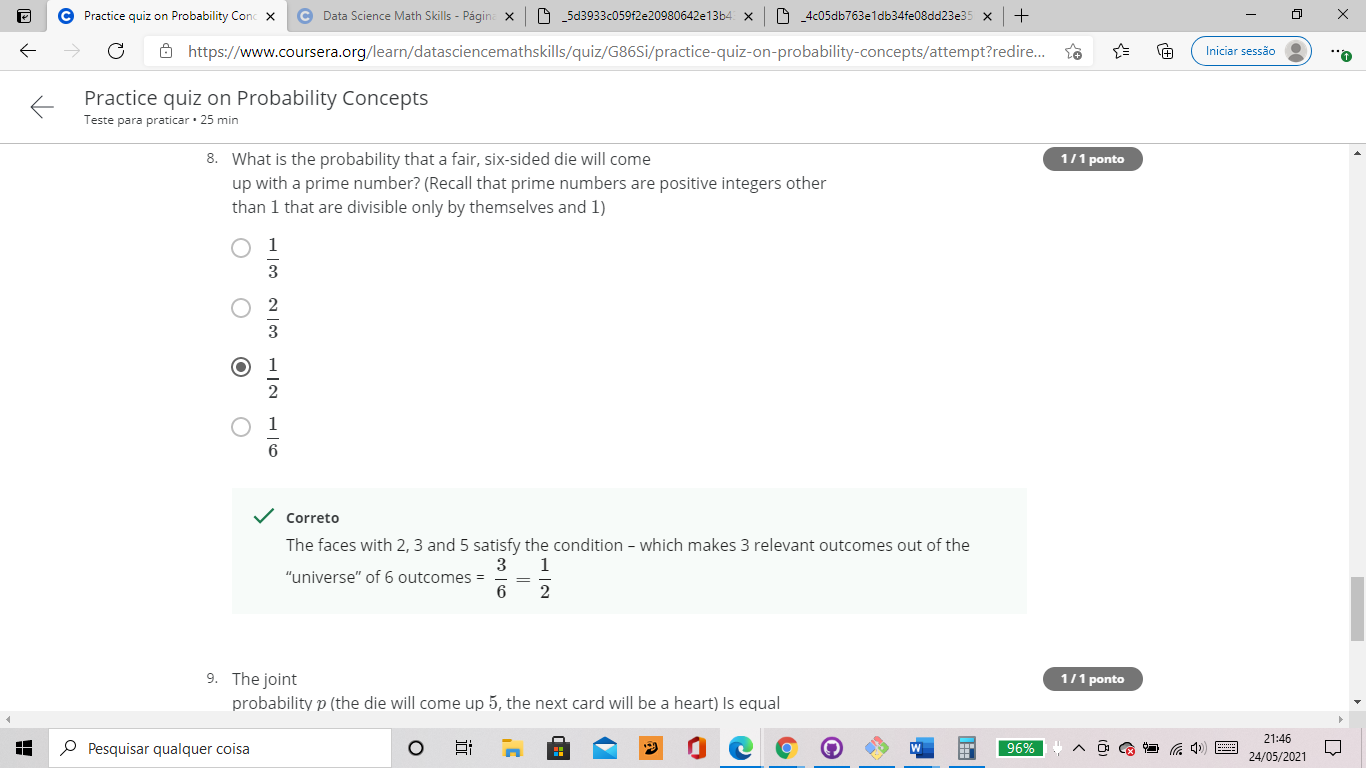 Practice quiz on Probability Conc
Data Science Math Skills - Págin
_5d3933c059f2e20980642e13b4
_4c05db763e1db34fe08dd23e35
https://www.coursera.org/learn/datasciencemathskills/quiz/G86Si/practice-quiz-on-probability-concepts/attempt?redire...
Iniciar sessão
Practice quiz on Probability Concepts
Teste para praticar • 25 min
8. What is the probability that a fair, six-sided die will come
1 / 1 ponto
up with a prime number? (Recall that prime numbers are positive integers other
than 1 that are divisible only by themselves and 1)
1/3
2/3
1/2
1/6
Correto
The faces with 2, 3 and 5 satisfy the condition – which makes 3 relevant outcomes out of the
“universe” of 6 outcomes = 3/6 = 1/2
9. The joint
1 / 1 ponto
probability p (the die will come up 5, the next card will be a heart) Is equal
Pesquisar qualquer coisa
96%
21:46
24/05/2021